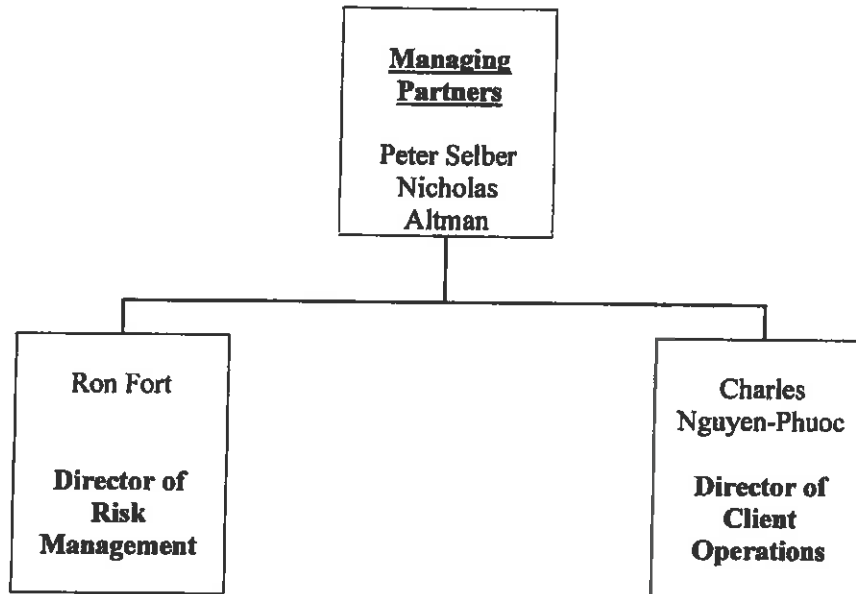 Managing
Partners
Peter Selber
Nicholas
Altman
Ron Fort
Director of
Risk
Management
Charles
Nguyen-Phuoc
Director of
Client
Operations